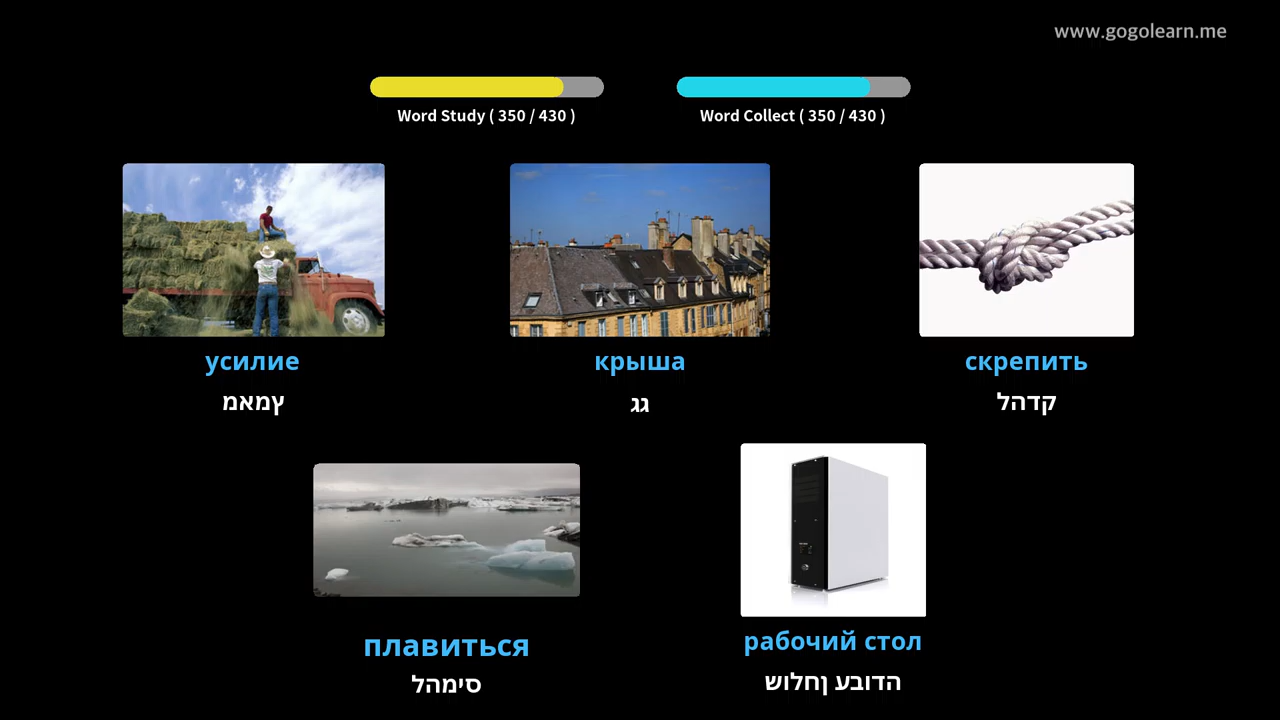 www.gogolearn.me
Word Study ( 350 / 430 )
Word Collect ( 350 / 430 )
усилие
מאמץ
крыша
גג
скрепить
להדק
плавиться
להמיס
рабочий стол
שולחן עבודה